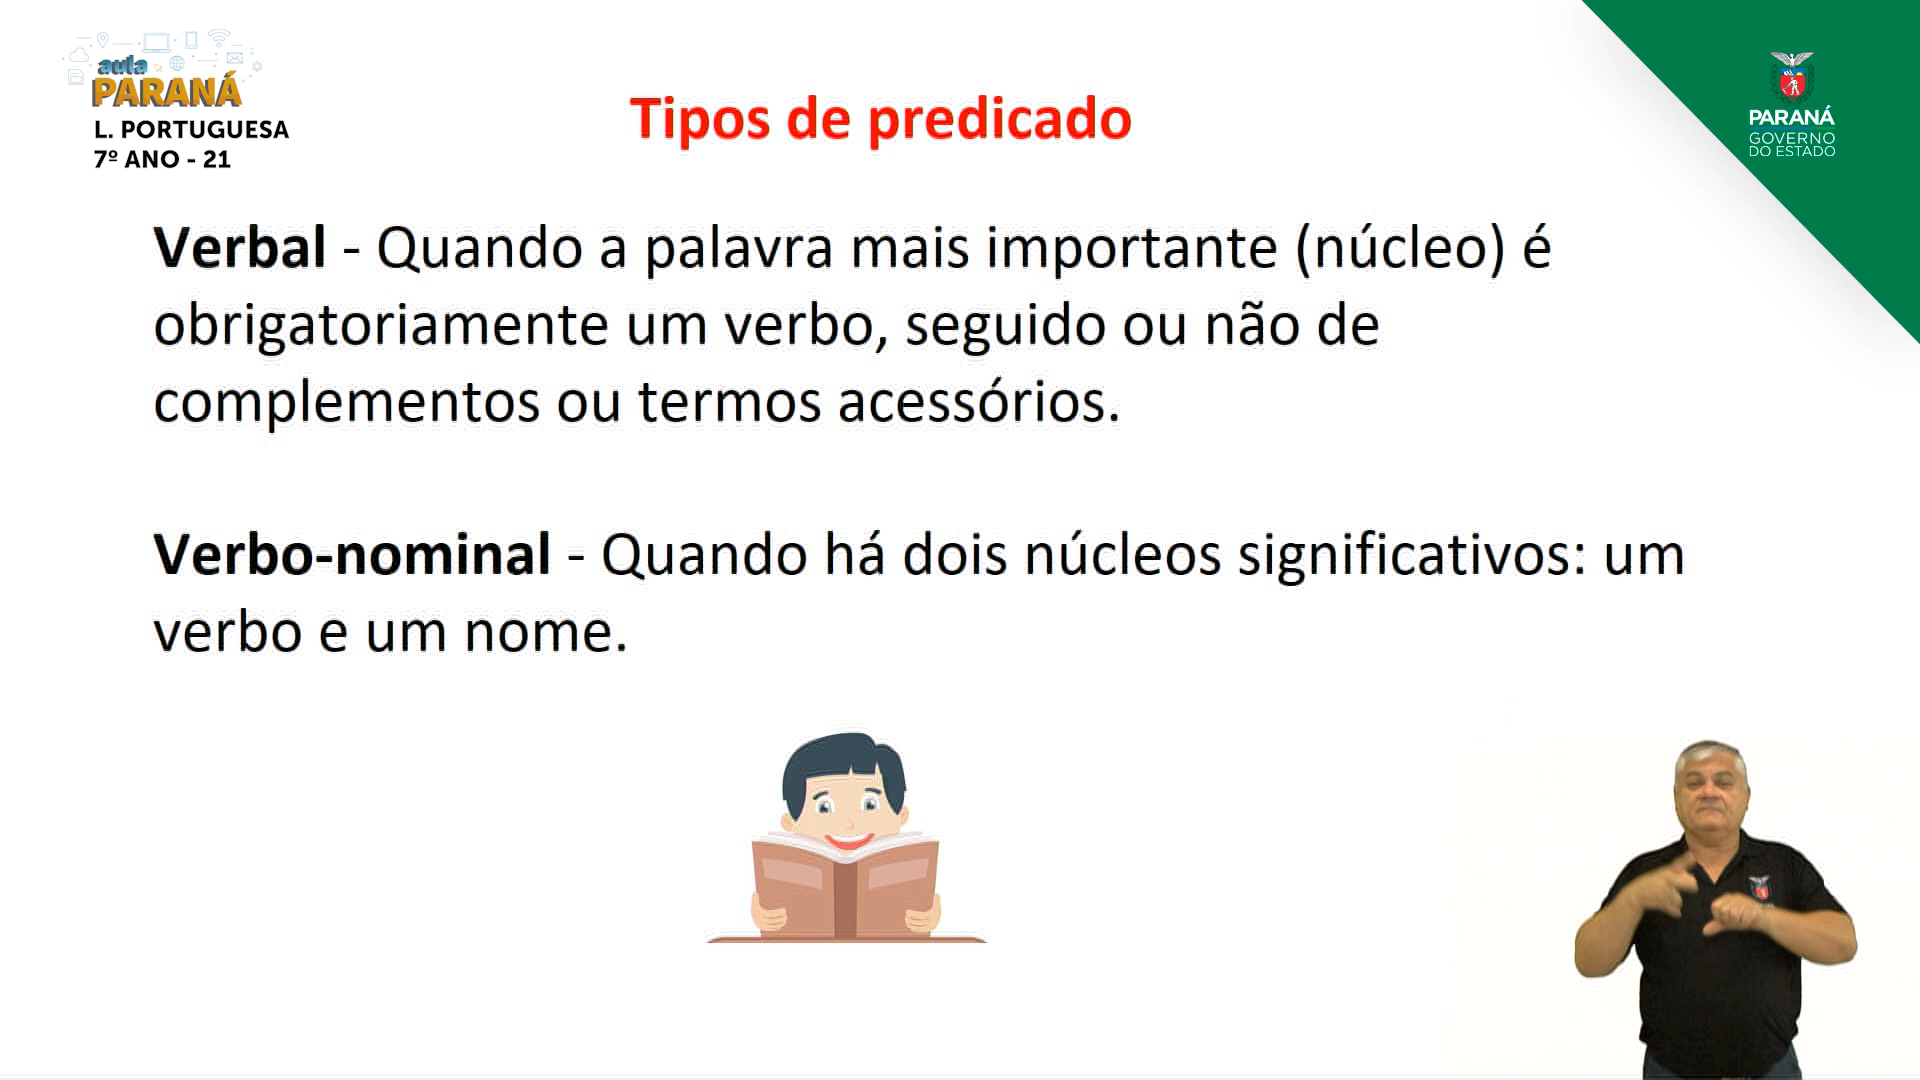 aula
PARANÁ
L. PORTUGUESA
7º ANO - 21
Tipos de predicado
PARANÁ
GOVERNO
DO ESTADO
Verbal - Quando a palavra mais importante (núcleo) é
obrigatoriamente um verbo, seguido ou não de
complementos ou termos acessórios.
Verbo-nominal - Quando há dois núcleos significativos: um
verbo e um nome.